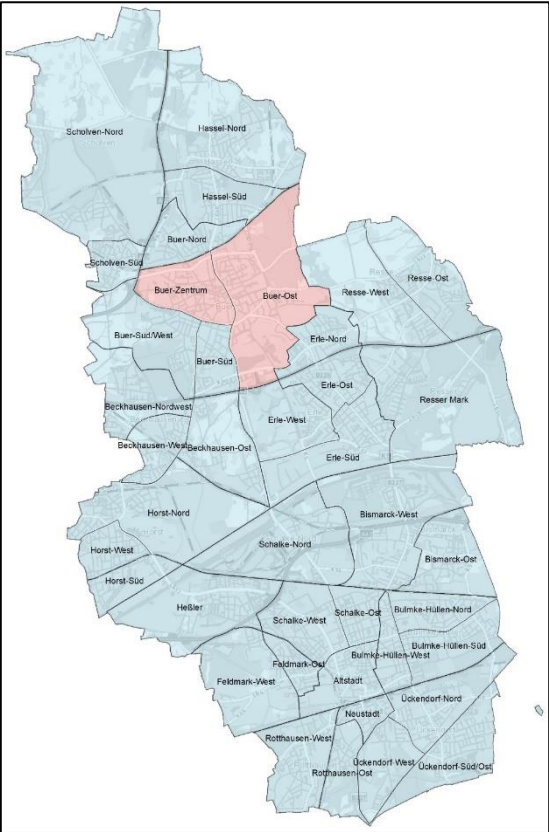 Scholven-Nord
Hassel-Nord
Hassel-Süd
Buer-Nord
Scholven-Süd
Buer-Zentrum
Buer-Ost
Resse-West
Resse-Ost
Buer-Süd/West
Buer-Süd
Erle-Nord
Erle-Ost
Resser Mark
Beckhausen-Nordwest
Erle-West
Beckhausen-West
Beckhausen-Ost
Erle-Süd
Horst-Nord
Bismarck-West
Horst-West
Schalke-Nord
Bismarck-Ost
Horst-Süd
Heßler
Schalke-West
Schalke-Ost
Bulmke-Hüllen-Nord
Bulmke-Hüllen-Süd
Bulmke-Hüllen-West
Feldmark-Ost
Feldmark-West
Altstadt
Ückendorf-Nord
Neustadt
Rotthausen-West
Ückendorf-West
Ückendorf-Süd/Ost
Rotthausen-Ost